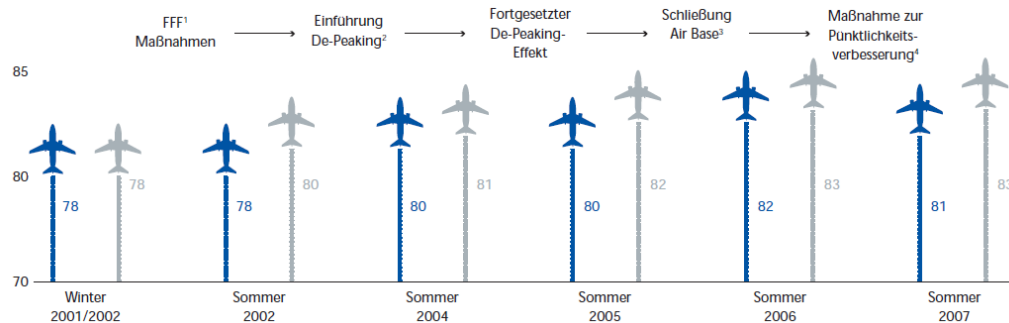 FFF¹
Maßnahmen
Einführung
De-Peaking²
Fortgesetzter
De-Peaking-
Effekt
Schließung
Air Base³
Maßnahme zur
Pünktlichkeits-
verbesserung⁴
85
80
70
78
78
78
80
80
81
80
82
82
83
81
83
Winter
2001/2002
Sommer
2002
Sommer
2004
Sommer
2005
Sommer
2006
Sommer
2007